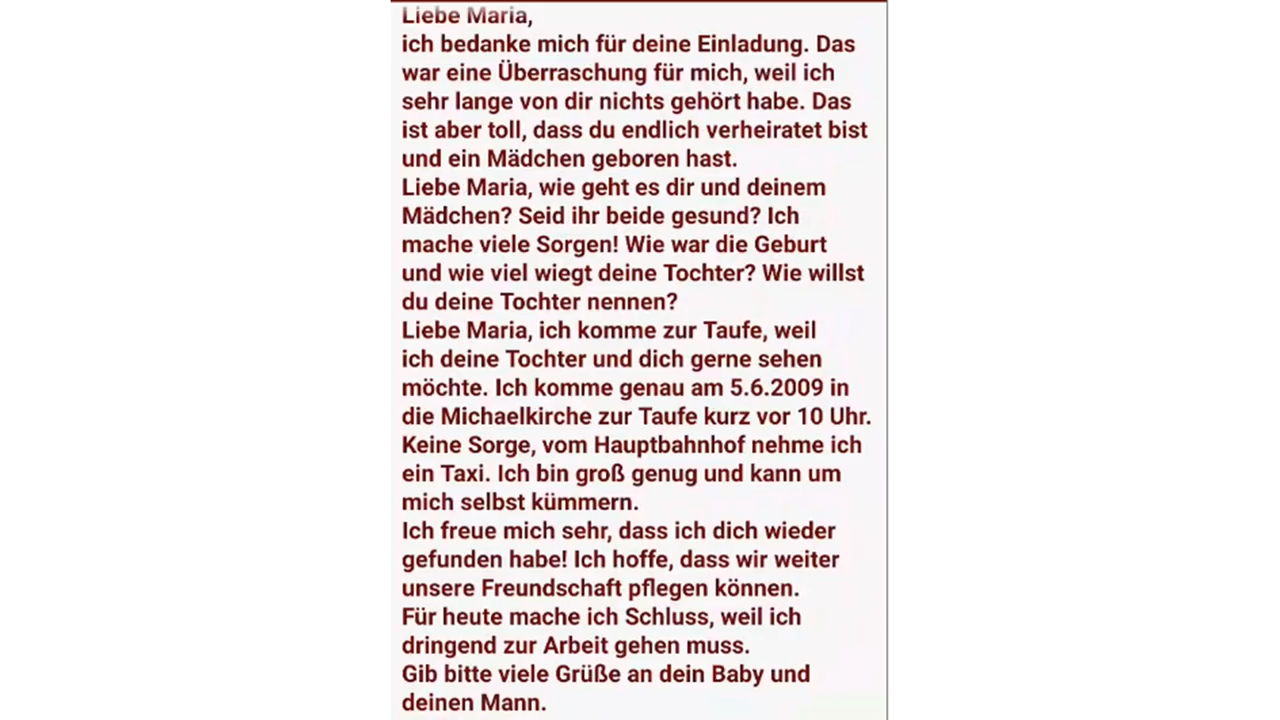 Liebe Maria,
ich bedanke mich für deine Einladung. Das
war eine Überraschung für mich, weil ich
sehr lange von dir nichts gehört habe. Das
ist aber toll, dass du endlich verheiratet bist
und ein Mädchen geboren hast.
Liebe Maria, wie geht es dir und deinem
Mädchen? Seid ihr beide gesund? Ich
mache viele Sorgen! Wie war die Geburt
und wie viel wiegt deine Tochter? Wie willst
du deine Tochter nennen?
Liebe Maria, ich komme zur Taufe, weil
ich deine Tochter und dich gerne sehen
möchte. Ich komme genau am 5.6.2009 in
die Michaelkirche zur Taufe kurz vor 10 Uhr.
Keine Sorge, vom Hauptbahnhof nehme ich
ein Taxi. Ich bin groß genug und kann um
mich selbst kümmern.
Ich freue mich sehr, dass ich dich wieder
gefunden habe! Ich hoffe, dass wir weiter
unsere Freundschaft pflegen können.
Für heute mache ich Schluss, weil ich
dringend zur Arbeit gehen muss.
Gib bitte viele Grüße an dein Baby und
deinen Mann.